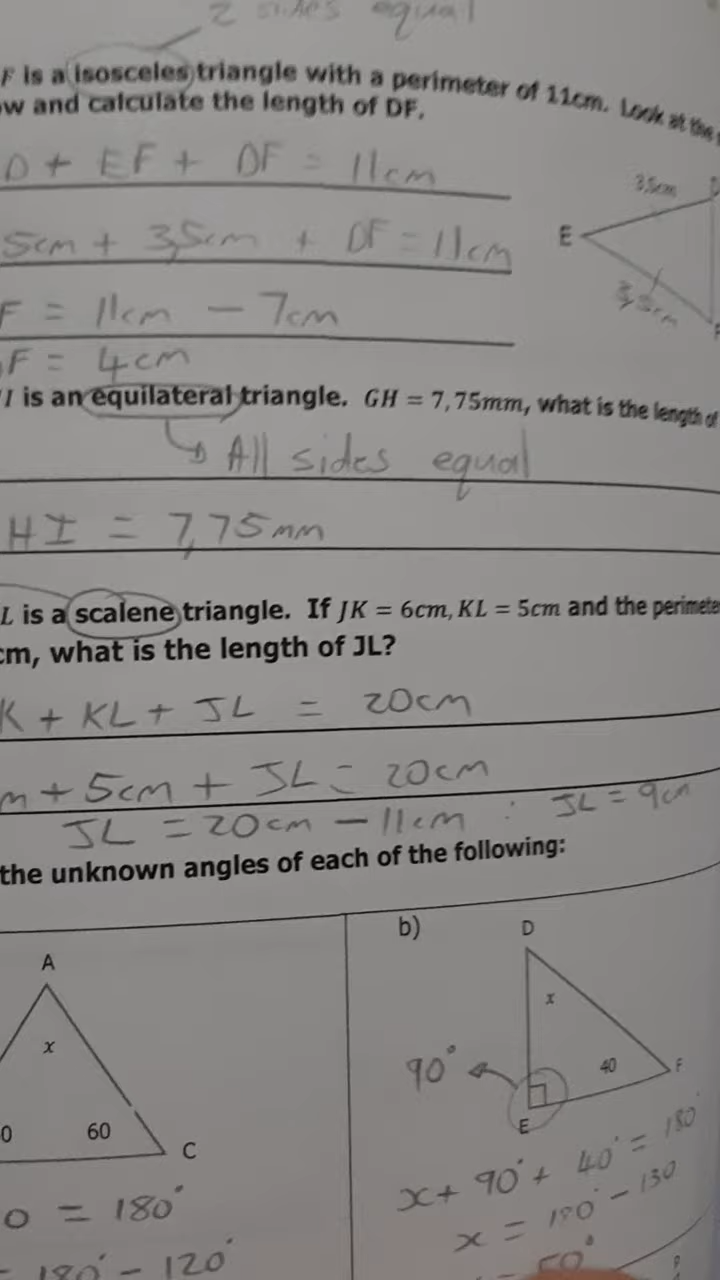 2 sides equal
F is a isosceles triangle with a perimeter of 11cm. Look at the
ow and calculate the length of DF.
D + EF + DF = 11cm
3,5cm
5cm + 3,5cm + DF = 11cm
E
F = 11cm - 7cm
3,5cm
F
F = 4cm
I is an equilateral triangle. GH = 7,75mm, what is the length of
All sides equal
HI = 7,75mm
L is a scalene triangle. If JK = 6cm, KL = 5cm and the perimeter
cm, what is the length of JL?
K + KL + JL = 20cm
m + 5cm + JL = 20cm
JL = 20cm - 11cm : JL = 9cm
the unknown angles of each of the following:
b)
D
A
x
x
90°
40
F
0
60
C
E
x + 90° + 40° = 180°
0 = 180°
x = 180° - 130
= 180° - 120°
50°